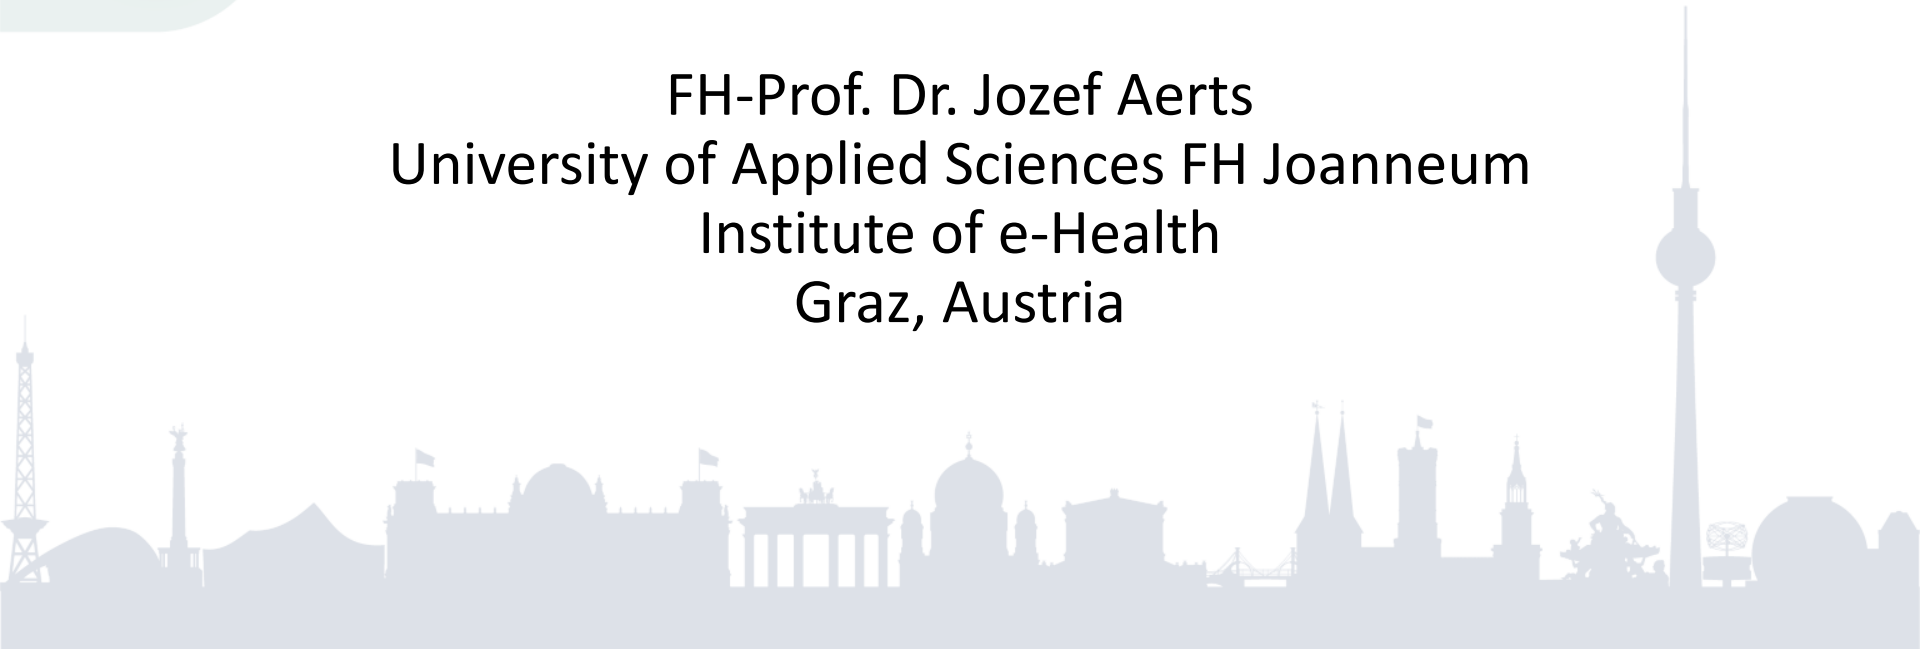 FH-Prof. Dr. Jozef Aerts
University of Applied Sciences FH Joanneum
Institute of e-Health
Graz, Austria